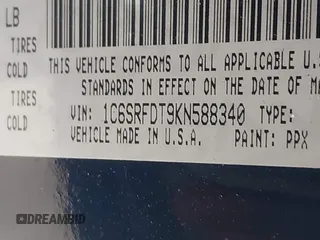 LB
TIRES
COLD
TIRES
COLD
THIS VEHICLE CONFORMS TO ALL APPLICABLE U.S
STANDARDS IN EFFECT ON THE DATE OF MA
VIN: 1C6SRFDT9KN588340 TYPE:
VEHICLE MADE IN U.S.A. PAINT: PPX
DREAMBID